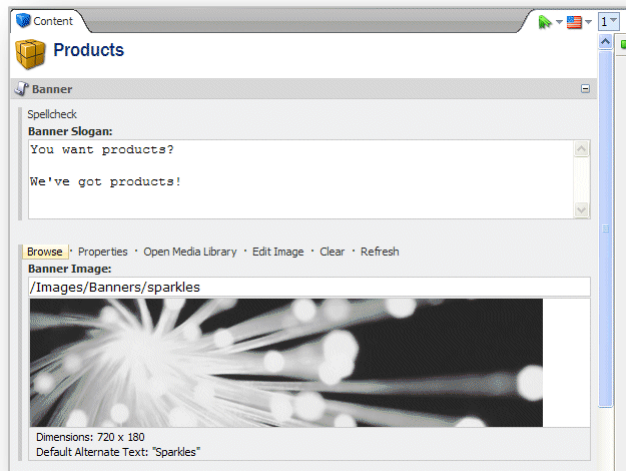 Content
1
Products
Banner
Spellcheck
Banner Slogan:
You want products?
We've got products!
Browse · Properties · Open Media Library · Edit Image · Clear · Refresh
Banner Image:
/Images/Banners/sparkles
Dimensions: 720 x 180
Default Alternate Text: "Sparkles"